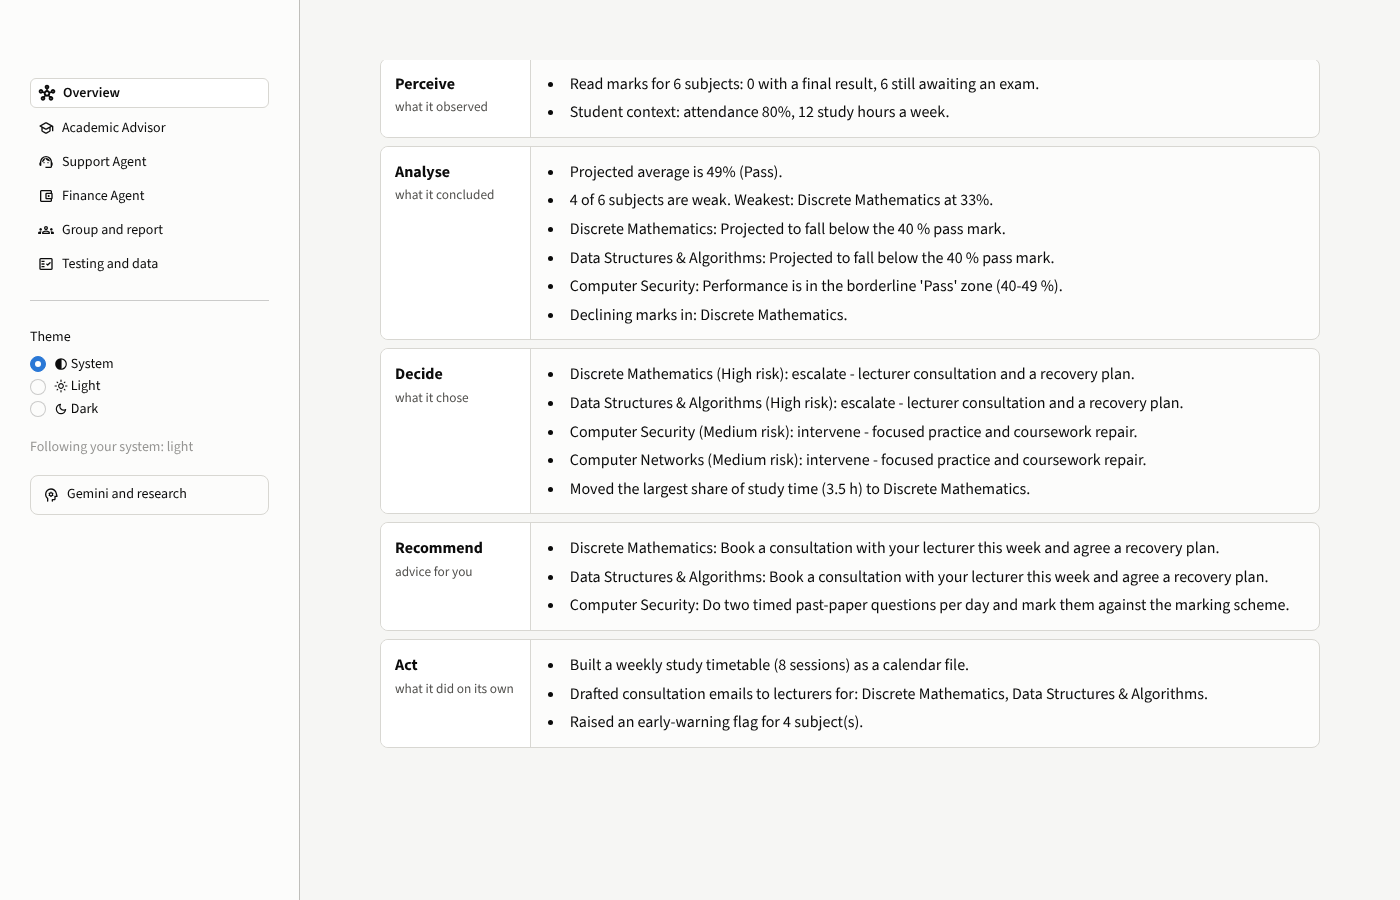 Overview
Academic Advisor
Support Agent
Finance Agent
Group and report
Testing and data
Theme
System
Light
Dark
Following your system: light
Gemini and research
Perceive
what it observed
Read marks for 6 subjects: 0 with a final result, 6 still awaiting an exam.
Student context: attendance 80%, 12 study hours a week.
Analyse
what it concluded
Projected average is 49% (Pass).
4 of 6 subjects are weak. Weakest: Discrete Mathematics at 33%.
Discrete Mathematics: Projected to fall below the 40 % pass mark.
Data Structures & Algorithms: Projected to fall below the 40 % pass mark.
Computer Security: Performance is in the borderline 'Pass' zone (40-49 %).
Declining marks in: Discrete Mathematics.
Decide
what it chose
Discrete Mathematics (High risk): escalate - lecturer consultation and a recovery plan.
Data Structures & Algorithms (High risk): escalate - lecturer consultation and a recovery plan.
Computer Security (Medium risk): intervene - focused practice and coursework repair.
Computer Networks (Medium risk): intervene - focused practice and coursework repair.
Moved the largest share of study time (3.5 h) to Discrete Mathematics.
Recommend
advice for you
Discrete Mathematics: Book a consultation with your lecturer this week and agree a recovery plan.
Data Structures & Algorithms: Book a consultation with your lecturer this week and agree a recovery plan.
Computer Security: Do two timed past-paper questions per day and mark them against the marking scheme.
Act
what it did on its own
Built a weekly study timetable (8 sessions) as a calendar file.
Drafted consultation emails to lecturers for: Discrete Mathematics, Data Structures & Algorithms.
Raised an early-warning flag for 4 subject(s).